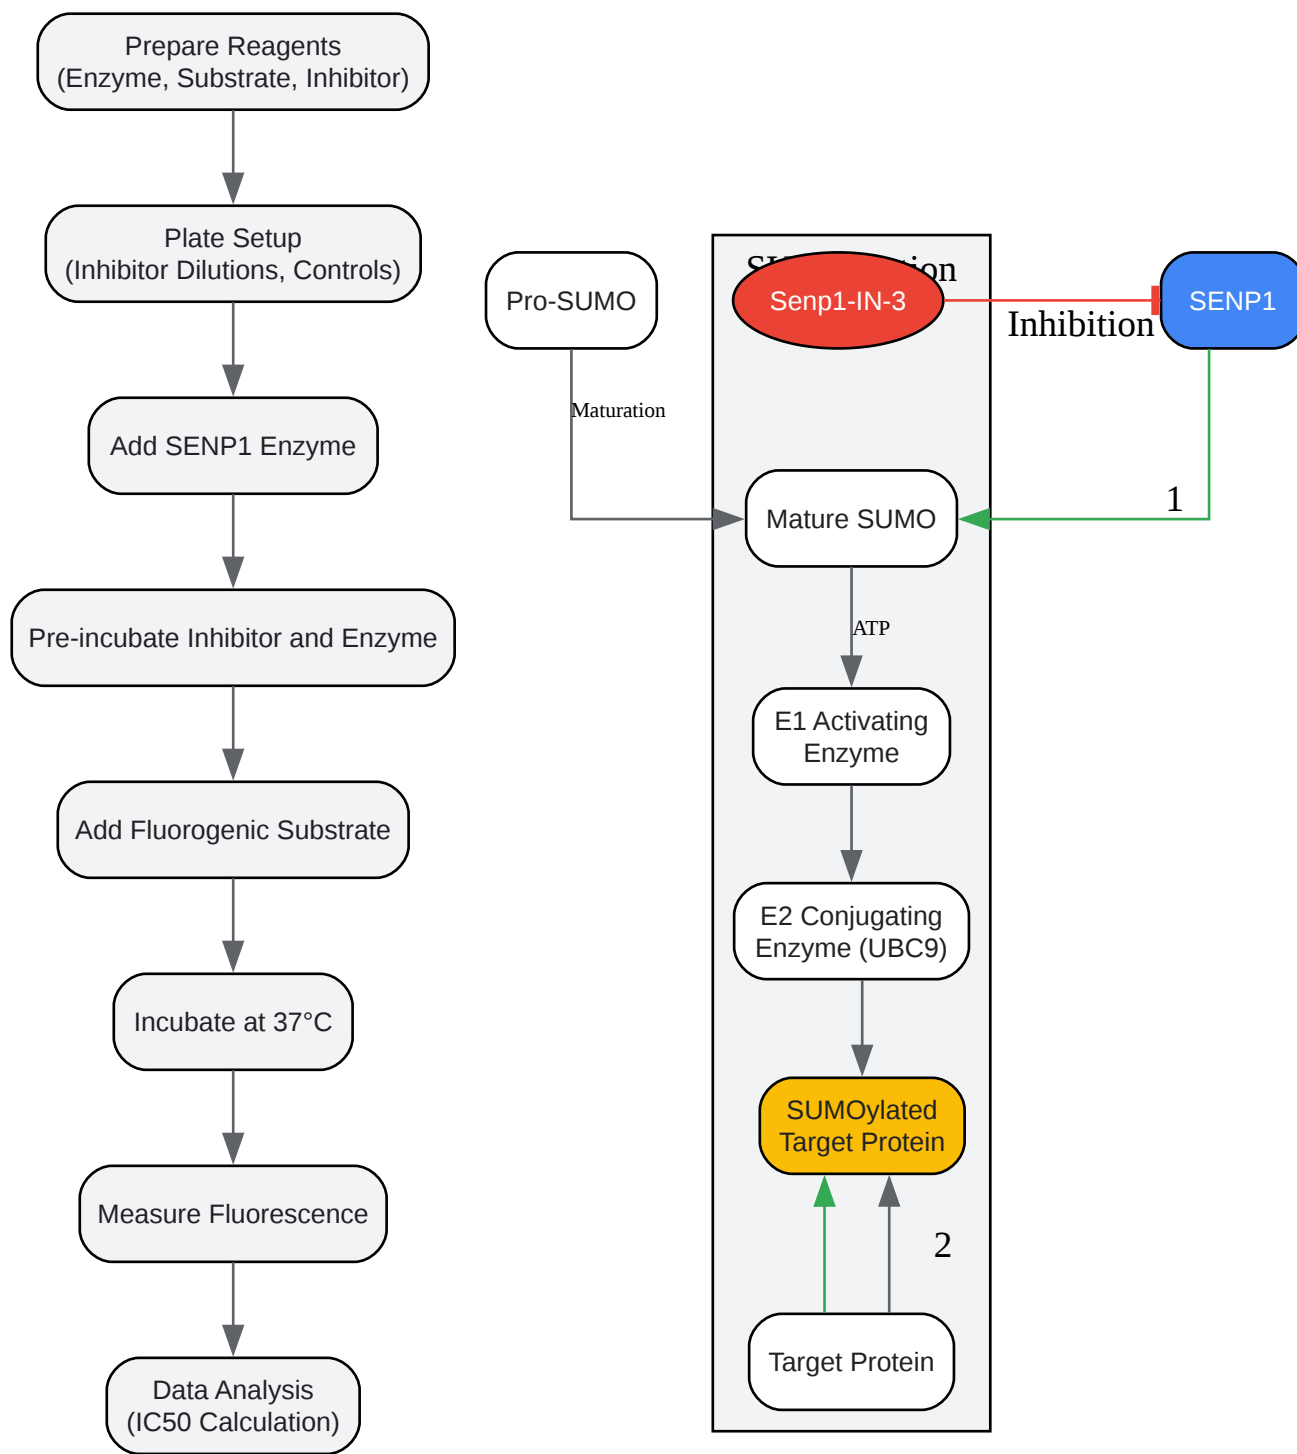 Prepare Reagents
(Enzyme, Substrate, Inhibitor)
Plate Setup
(Inhibitor Dilutions, Controls)
Add SENP1 Enzyme
Pre-incubate Inhibitor and Enzyme
Add Fluorogenic Substrate
Incubate at 37°C
Measure Fluorescence
Data Analysis
(IC50 Calculation)
Pro-SUMO
Senp1-IN-3
Inhibition
SENP1
Maturation
Mature SUMO
1
ATP
E1 Activating
Enzyme
E2 Conjugating
Enzyme (UBC9)
SUMOylated
Target Protein
2
Target Protein